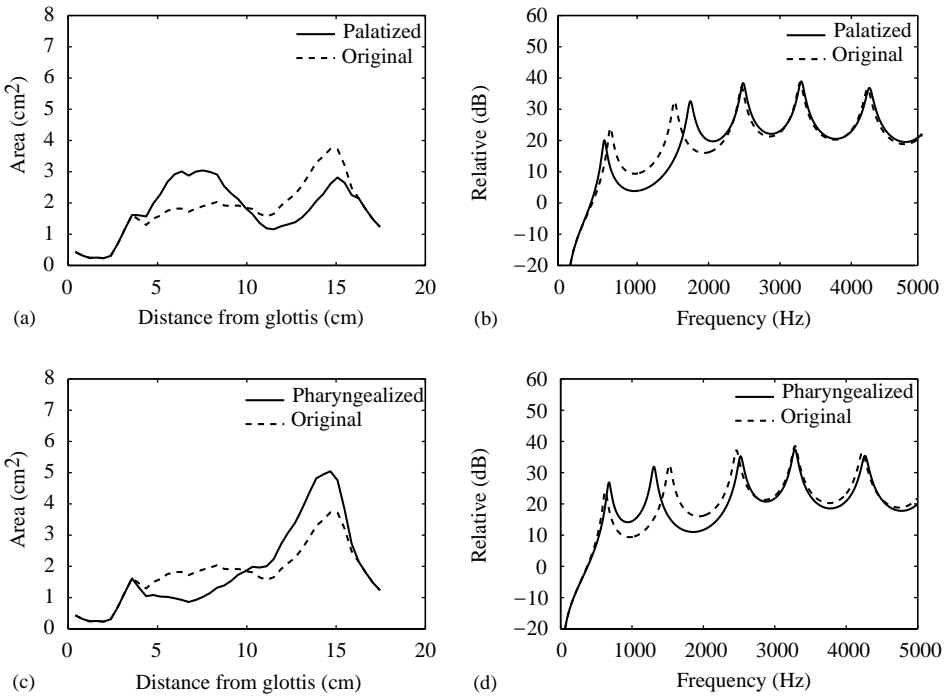 8
7
6
5
4
3
2
1
0
Area (cm2)
Palatized
Original
0 5 10 15 20
(a)
Distance from glottis (cm)
60
50
40
30
20
10
0
−10
−20
Relative (dB)
Palatized
Original
0 1000 2000 3000 4000 5000
(b)
Frequency (Hz)
8
7
6
5
4
3
2
1
0
Area (cm2)
Pharyngealized
Original
0 5 10 15 20
(c)
Distance from glottis (cm)
60
50
40
30
20
10
0
−10
−20
Relative (dB)
Pharyngealized
Original
0 1000 2000 3000 4000 5000
(d)
Frequency (Hz)